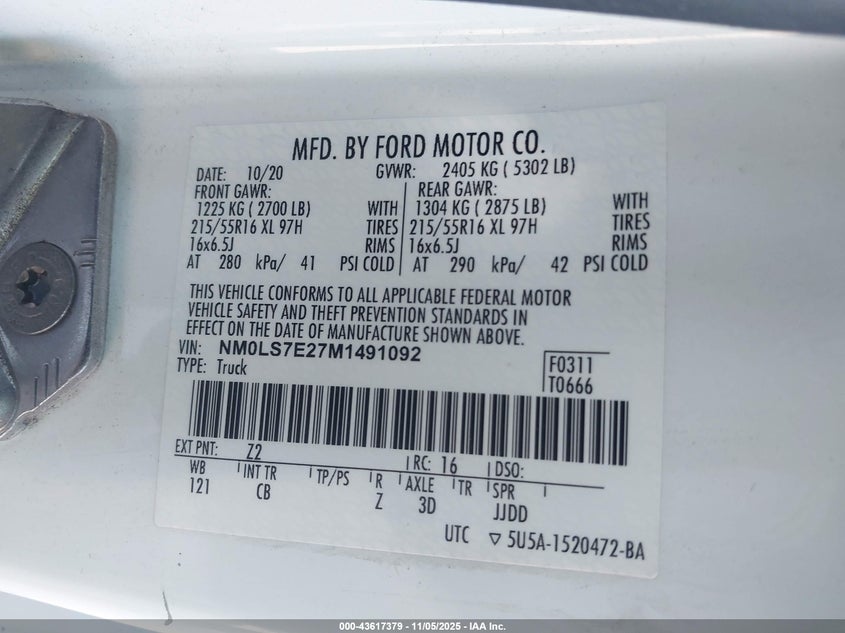 MFD. BY FORD MOTOR CO.
DATE: 10/20 GVWR: 2405 KG ( 5302 LB)
FRONT GAWR: REAR GAWR:
1225 KG ( 2700 LB) WITH 1304 KG ( 2875 LB) WITH
215/55R16 XL 97H TIRES 215/55R16 XL 97H TIRES
16x6.5J RIMS 16x6.5J RIMS
AT 280 kPa/ 41 PSI COLD AT 290 kPa/ 42 PSI COLD
THIS VEHICLE CONFORMS TO ALL APPLICABLE FEDERAL MOTOR
VEHICLE SAFETY AND THEFT PREVENTION STANDARDS IN
EFFECT ON THE DATE OF MANUFACTURE SHOWN ABOVE.
VIN: NM0LS7E27M1491092
TYPE: Truck
F0311
T0666
EXT PNT: Z2 RC: 16 DSO:
WB INT TR TP/PS R AXLE TR SPR
121 CB Z 3D JJDD
UTC ▽ 5U5A-1520472-BA
000-43617379 - 11/05/2025 - IAA Inc.